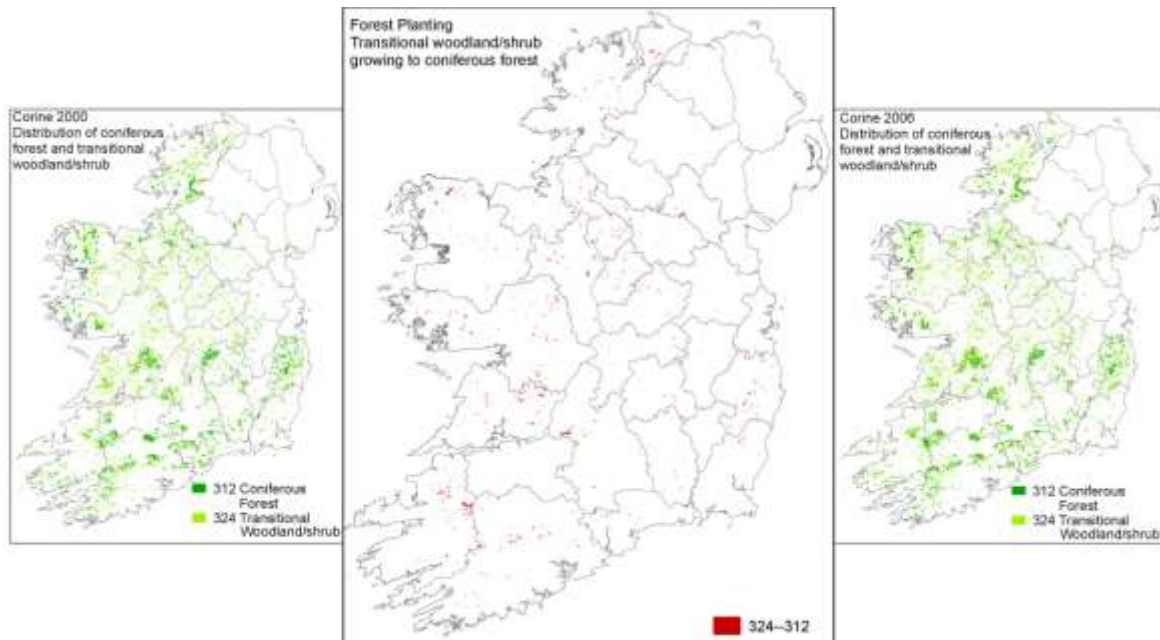 Corine 2000
Distribution of coniferous
forest and transitional
woodland/shrub
312 Coniferous
Forest
324 Transitional
Woodland/shrub
Forest Planting
Transitional woodland/shrub
growing to coniferous forest
324--312
Corine 2006
Distribution of coniferous
forest and transitional
woodland/shrub
312 Coniferous
Forest
324 Transitional
Woodland/shrub